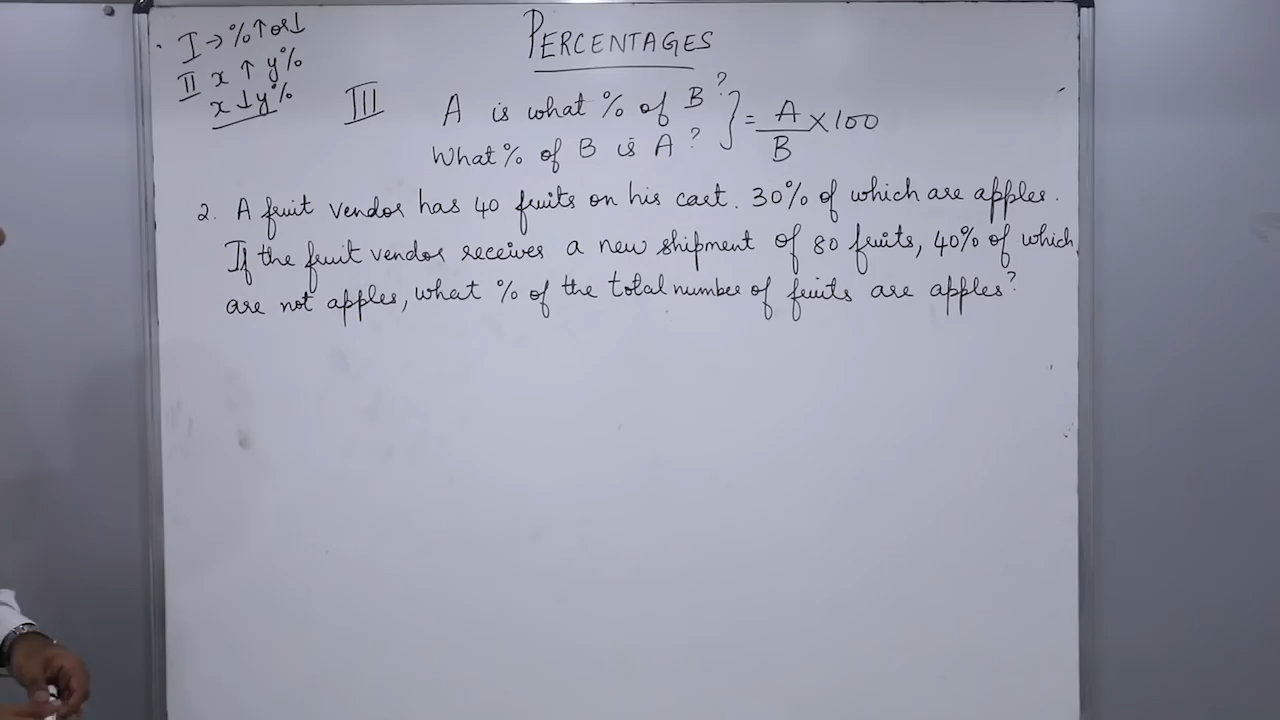 PERCENTAGES
I → % ↑ or ↓
II x ↑ y%
x ↓ y%
III A is what % of B ? } = A/B × 100
What % of B is A ?
2. A fruit vendor has 40 fruits on his cart. 30% of which are apples.
If the fruit vendor receives a new shipment of 80 fruits, 40% of which
are not apples, what % of the total number of fruits are apples?